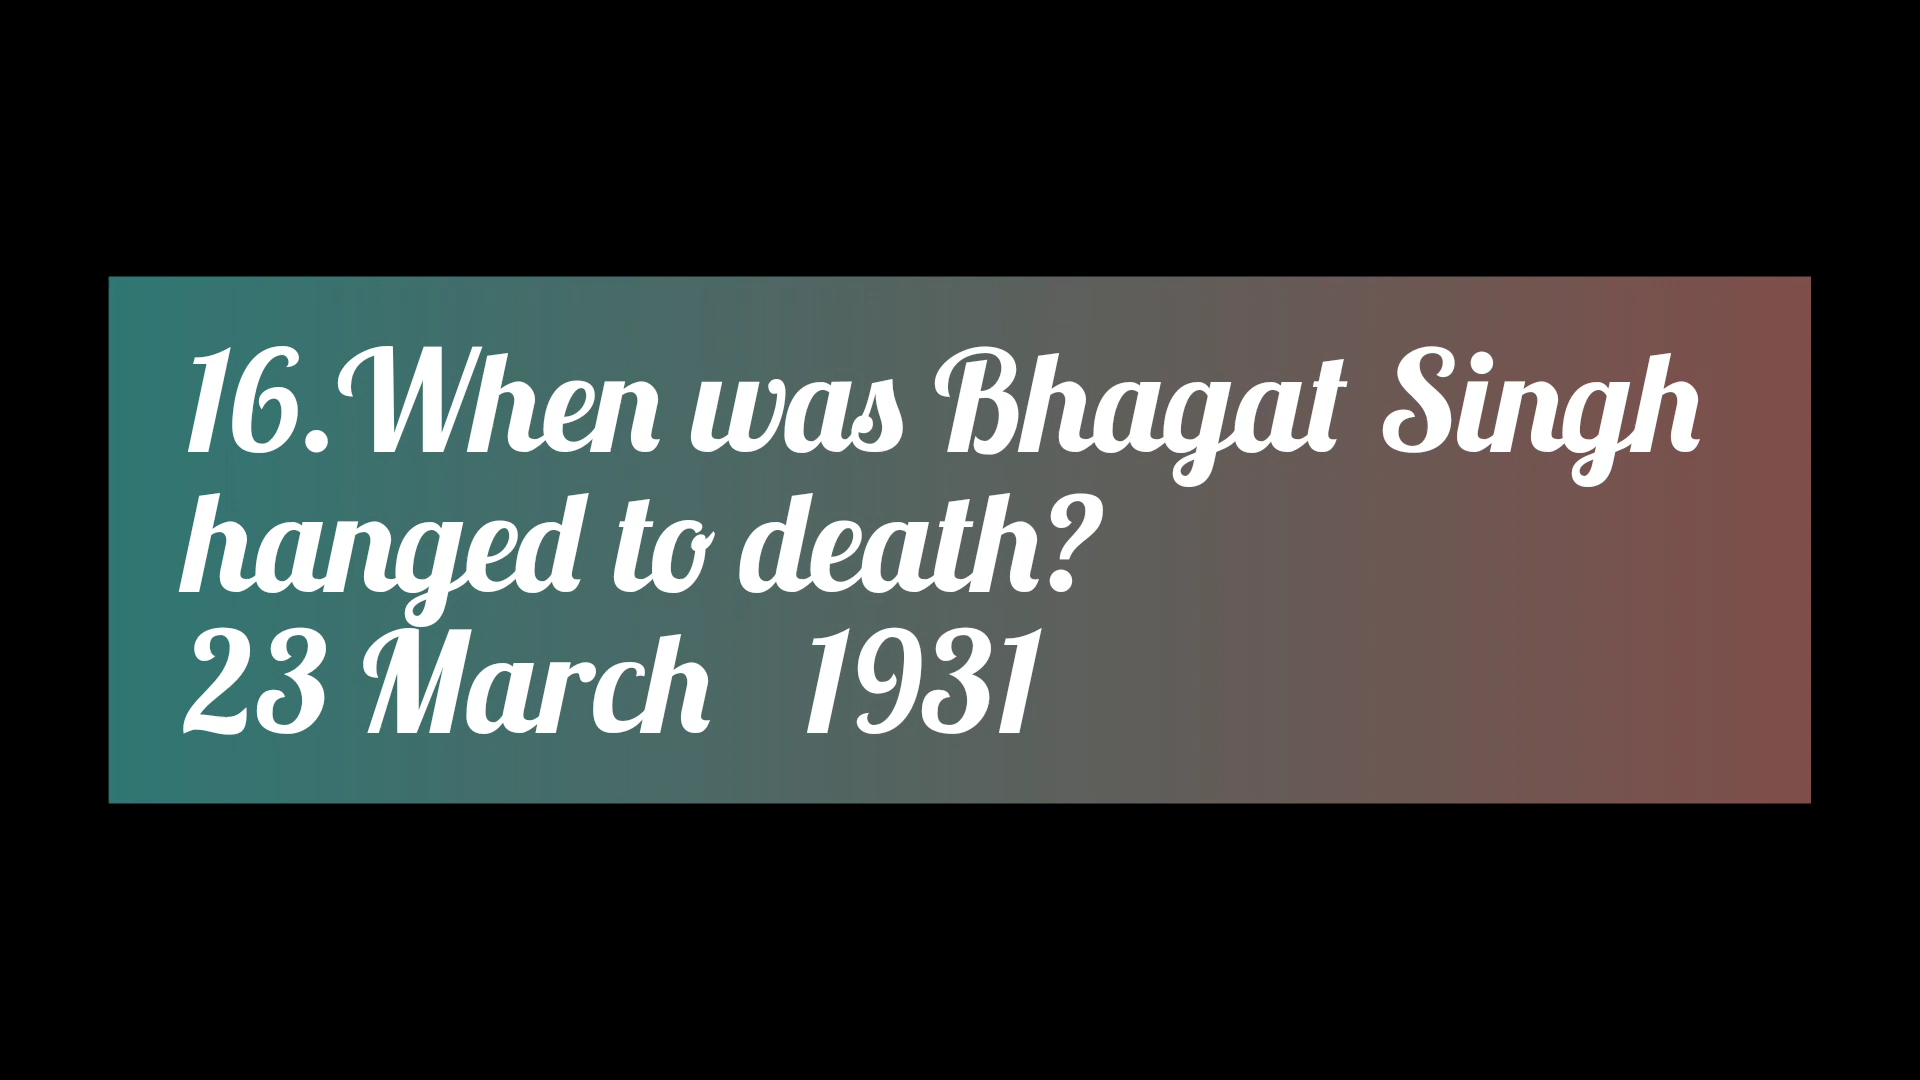 16.When was Bhagat Singh
hanged to death?
23 March 1931